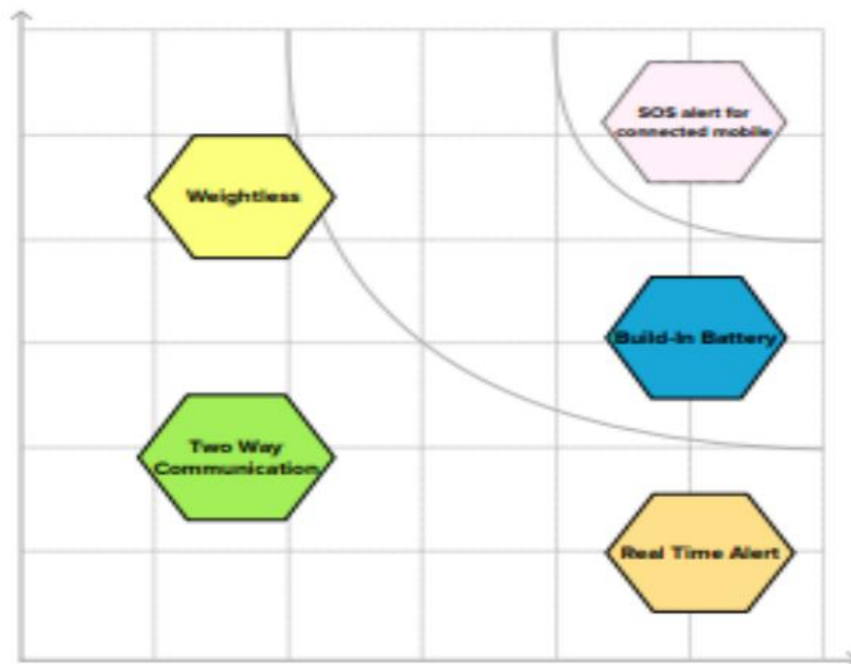 SOS alert for
connected mobile
Weightless
Build-In Battery
Two Way
Communication
Real Time Alert